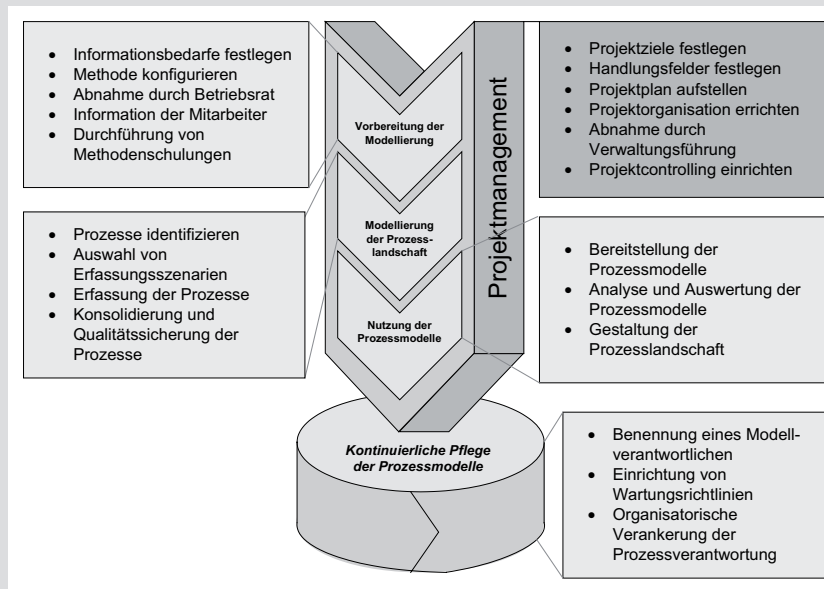 • Informationsbedarfe festlegen
• Methode konfigurieren
• Abnahme durch Betriebsrat
• Information der Mitarbeiter
• Durchführung von
Methodenschulungen
Vorbereitung der
Modellierung
Projektmanagement
• Projektziele festlegen
• Handlungsfelder festlegen
• Projektplan aufstellen
• Projektorganisation errichten
• Abnahme durch
Verwaltungsführung
• Projektcontrolling einrichten
• Prozesse identifizieren
• Auswahl von
Erfassungsszenarien
• Erfassung der Prozesse
• Konsolidierung und
Qualitätssicherung der
Prozesse
Modellierung
der Prozess-
landschaft
Nutzung der
Prozessmodelle
• Bereitstellung der
Prozessmodelle
• Analyse und Auswertung der
Prozessmodelle
• Gestaltung der
Prozesslandschaft
Kontinuierliche Pflege
der Prozessmodelle
• Benennung eines Modell-
verantwortlichen
• Einrichtung von
Wartungsrichtlinien
• Organisatorische
Verankerung der
Prozessverantwortung